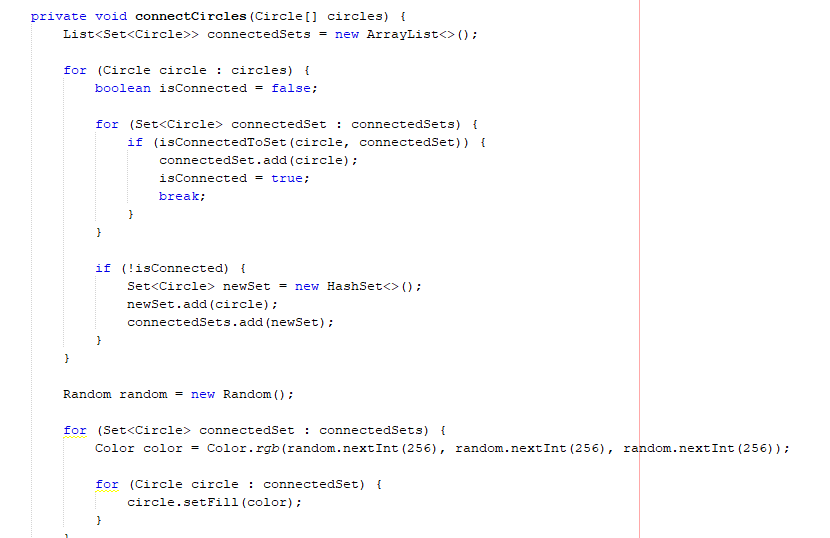 private void connectCircles(Circle[] circles) {
    List<Set<Circle>> connectedSets = new ArrayList<>();

    for (Circle circle : circles) {
        boolean isConnected = false;

        for (Set<Circle> connectedSet : connectedSets) {
            if (isConnectedToSet(circle, connectedSet)) {
                connectedSet.add(circle);
                isConnected = true;
                break;
            }
        }

        if (!isConnected) {
            Set<Circle> newSet = new HashSet<>();
            newSet.add(circle);
            connectedSets.add(newSet);
        }
    }

    Random random = new Random();

    for (Set<Circle> connectedSet : connectedSets) {
        Color color = Color.rgb(random.nextInt(256), random.nextInt(256), random.nextInt(256));

        for (Circle circle : connectedSet) {
            circle.setFill(color);
        }
    }